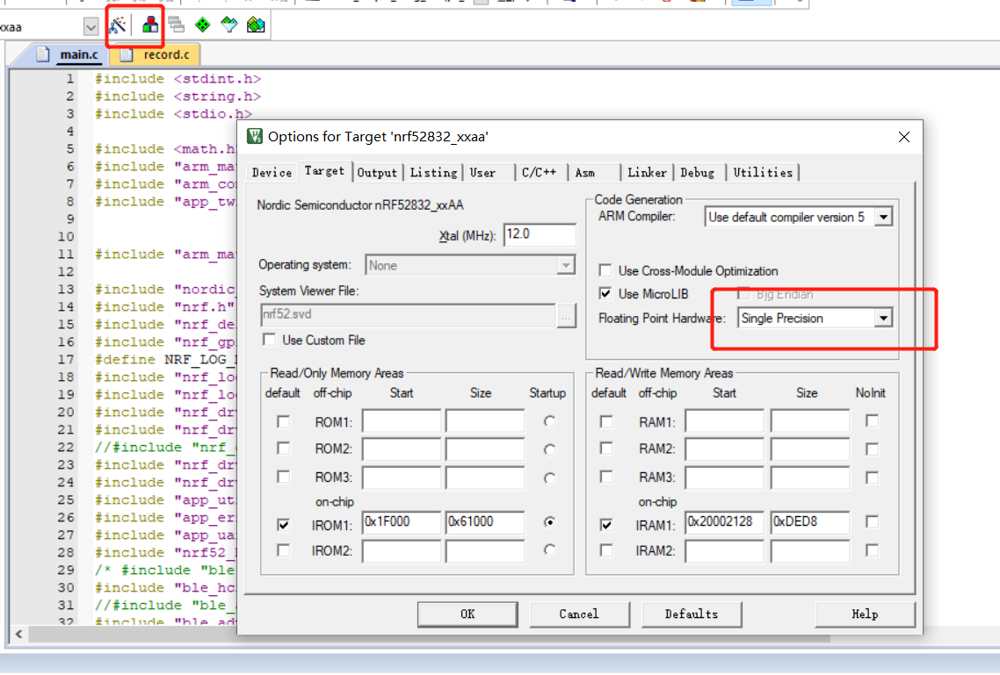 xxaa
main.c record.c
1 #include <stdint.h>
2 #include <string.h>
3 #include <stdio.h>
4
5 #include <math.h
6 #include "arm_ma
7 #include "arm_co
8 #include "app_tw
9
10
11 #include "arm_ma
12
13 #include "nordic_
14 #include "nrf.h"
15 #include "nrf_de
16 #include "nrf_gp
17 #define NRF_LOG_
18 #include "nrf_lo
19 #include "nrf_lo
20 #include "nrf_dr
21 #include "nrf_dr
22 //#include "nrf_
23 #include "nrf_dr
24 #include "nrf_dr
25 #include "app_ut
26 #include "app_er
27 #include "app_ua
28 #include "nrf52_
29 /* #include "ble
30 #include "ble_hc
31 //#include "ble_
32 #include "ble_ad
Options for Target 'nrf52832_xxaa'
Device Target Output Listing User C/C++ Asm Linker Debug Utilities
Nordic Semiconductor nRF52832_xxAA
Xtal (MHz): 12.0
Operating system: None
System Viewer File:
nrf52.svd ...
Use Custom File
Code Generation
ARM Compiler: Use default compiler version 5
Use Cross-Module Optimization
Use MicroLIB Big Endian
Floating Point Hardware: Single Precision
Read/Only Memory Areas
default off-chip Start Size Startup
ROM1:
ROM2:
ROM3:
on-chip
IROM1: 0x1F000 0x61000
IROM2:
Read/Write Memory Areas
default off-chip Start Size NoInit
RAM1:
RAM2:
RAM3:
on-chip
IRAM1: 0x20002128 0xDED8
IRAM2:
OK Cancel Defaults Help